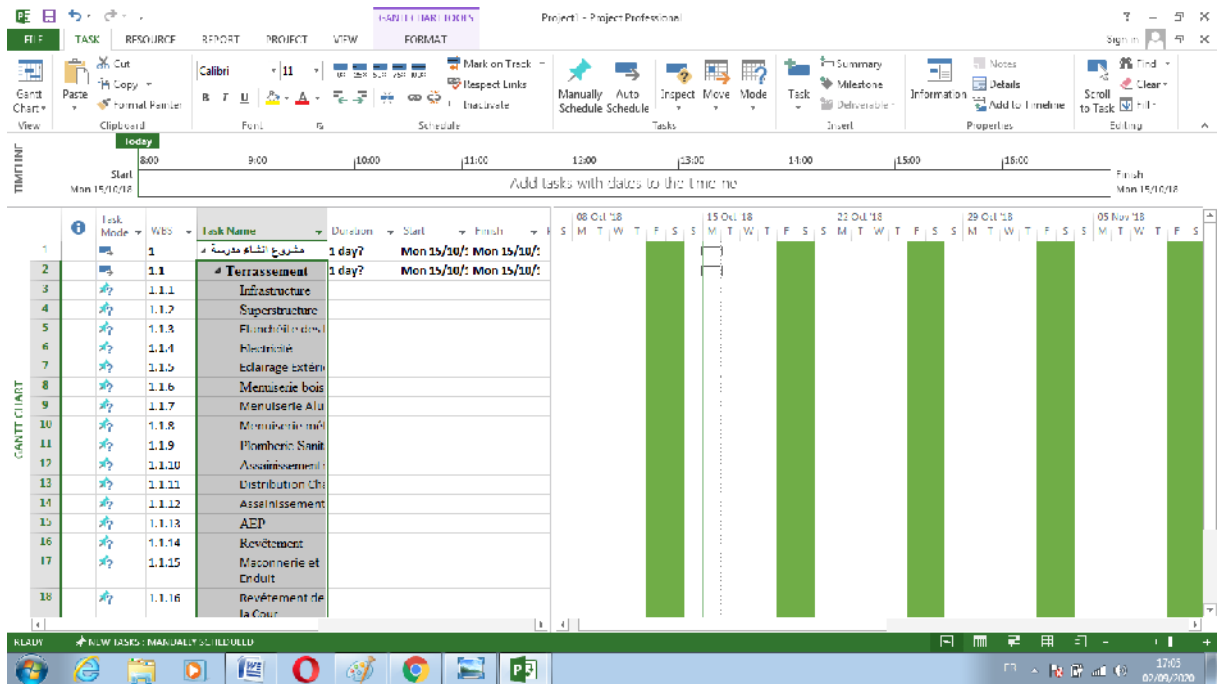 GANTT CHART TOOLS
Project1 - Project Professional
FILE TASK RESOURCE REPORT PROJECT VIEW FORMAT Sign in
Cut
Copy
Format Painter
Paste
Gantt Chart
Calibri 11
B I U
Mark on Track
Respect Links
Inactivate
Manually Schedule
Auto Schedule
Inspect Move Mode
Task
Summary
Milestone
Deliverable
Information
Notes
Details
Add to Timeline
Scroll to Task
Find
Clear
Fill
View Clipboard Font Schedule Tasks Insert Properties Editing
TIMELINE
Today
8:00 9:00 10:00 11:00 12:00 13:00 14:00 15:00 16:00
Start
Mon 15/10/18
Add tasks with dates to the timeline
Finish
Mon 15/10/18
GANTT CHART
Task Mode WBS Task Name Duration Start Finish
08 Oct '18 15 Oct '18 22 Oct '18 29 Oct '18 05 Nov '18
S M T W T F S S M T W T F S S M T W T F S S M T W T F S S M T W T F S
1 1 مشروع انشاء مدرسة 1 day? Mon 15/10/1 Mon 15/10/1
2 1.1 Terrassement 1 day? Mon 15/10/1 Mon 15/10/1
3 1.1.1 Infrastructure
4 1.1.2 Superstructure
5 1.1.3 Etanchéite des
6 1.1.4 Electricité
7 1.1.5 Eclairage Extéri
8 1.1.6 Menuiserie bois
9 1.1.7 Menuiserie Alu
10 1.1.8 Menuiserie mét
11 1.1.9 Plomberie Sanit
12 1.1.10 Assainissement
13 1.1.11 Distribution Cha
14 1.1.12 Assainissement
15 1.1.13 AEP
16 1.1.14 Revêtement
17 1.1.15 Maconnerie et
Enduit
18 1.1.16 Revétement de
la Cour
READY NEW TASKS : MANUALLY SCHEDULED
17:05
02/09/2020